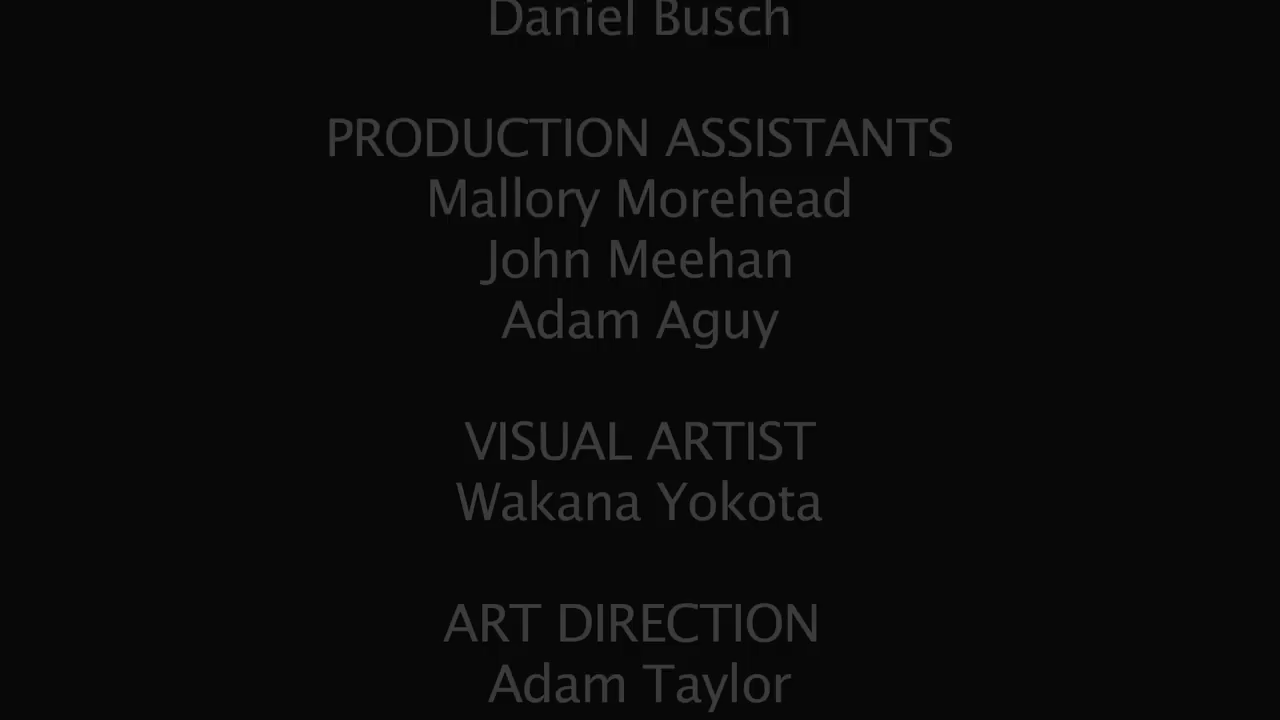 Daniel Busch
PRODUCTION ASSISTANTS
Mallory Morehead
John Meehan
Adam Aguy
VISUAL ARTIST
Wakana Yokota
ART DIRECTION
Adam Taylor